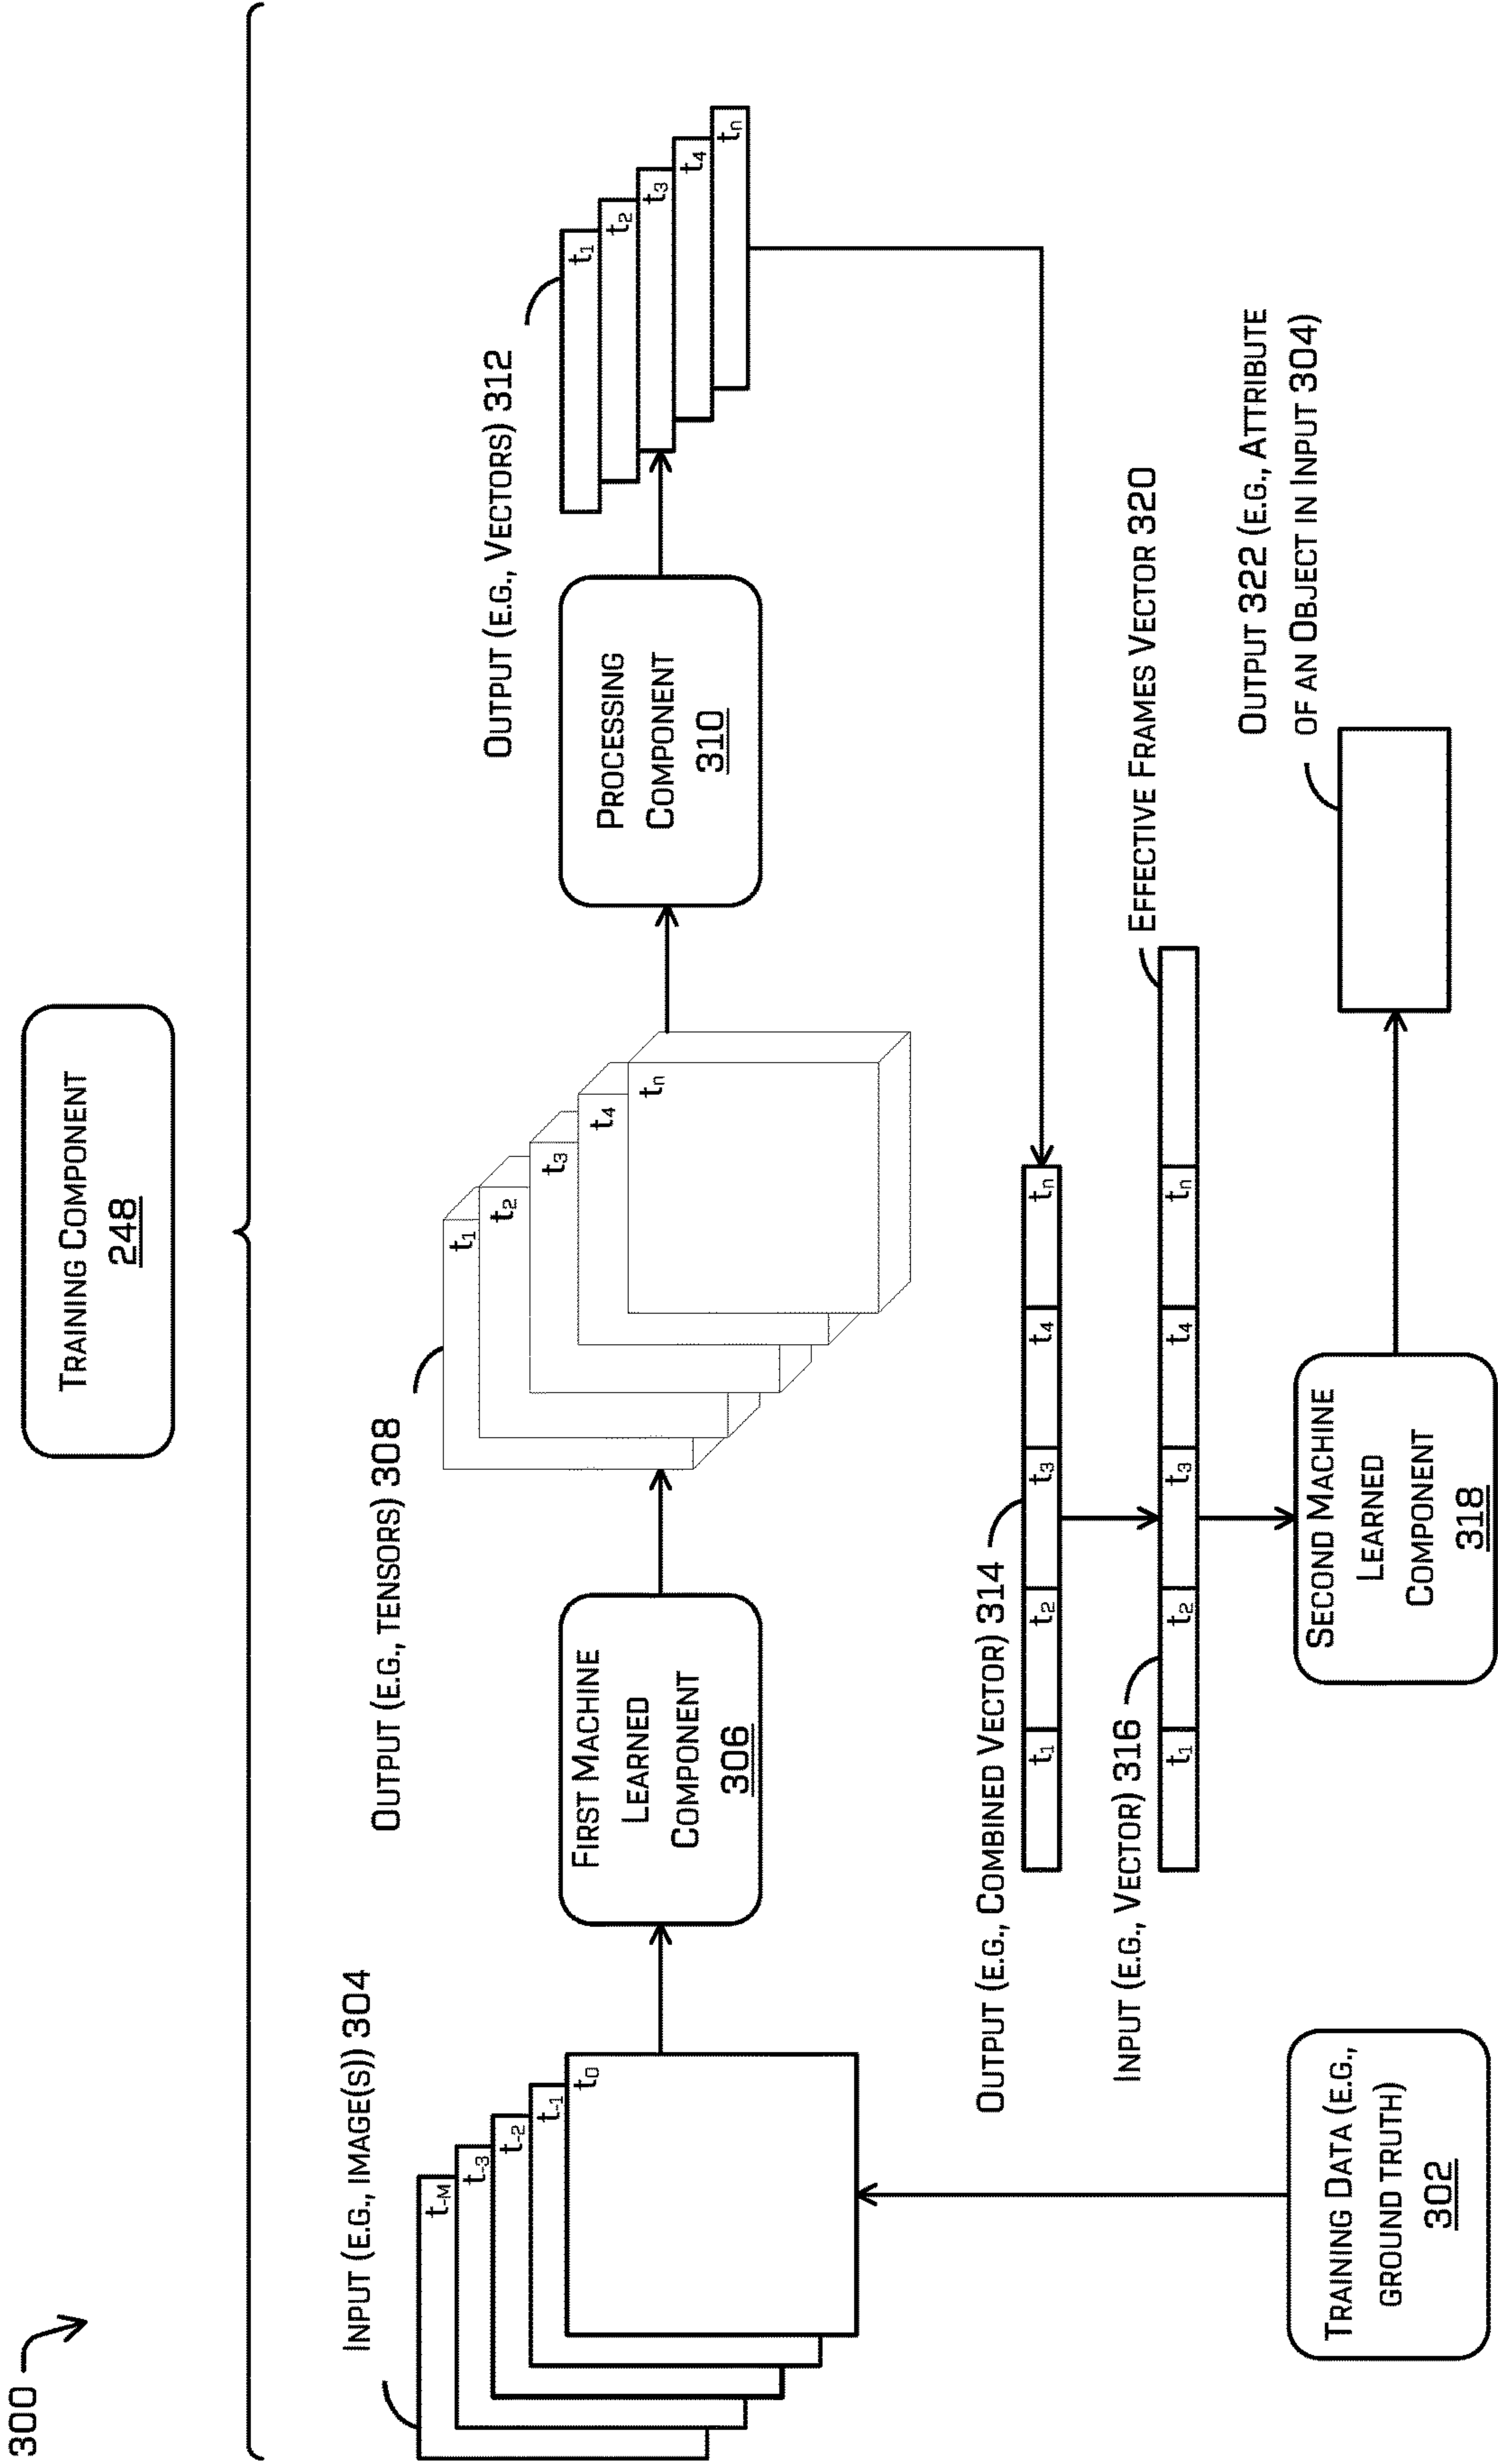 300
TRAINING COMPONENT
248
INPUT (E.G., IMAGE(S)) 304
t-M
t-3
t-2
t-1
t0
FIRST MACHINE
LEARNED
COMPONENT
306
OUTPUT (E.G., TENSORS) 308
t1
t2
t3
t4
tn
PROCESSING
COMPONENT
310
OUTPUT (E.G., VECTORS) 312
t1
t2
t3
t4
tn
OUTPUT (E.G., COMBINED VECTOR) 314
t1 t2 t3 t4 tn
INPUT (E.G., VECTOR) 316
EFFECTIVE FRAMES VECTOR 320
t1 t2 t3 t4 tn
TRAINING DATA (E.G.,
GROUND TRUTH)
302
SECOND MACHINE
LEARNED
COMPONENT
318
OUTPUT 322 (E.G., ATTRIBUTE
OF AN OBJECT IN INPUT 304)